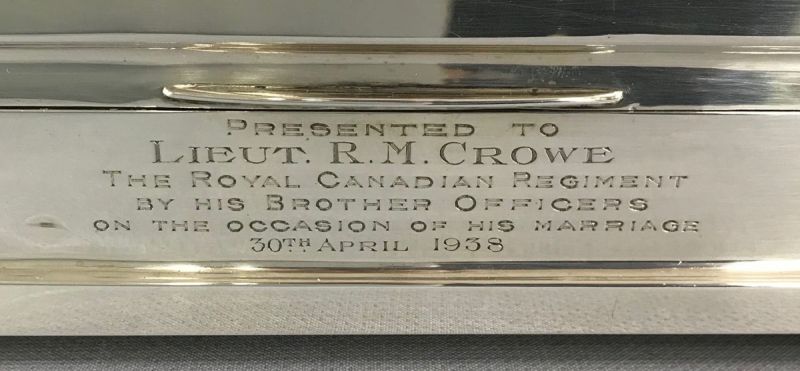 PRESENTED TO
LIEUT. R.M. CROWE
THE ROYAL CANADIAN REGIMENT
BY HIS BROTHER OFFICERS
ON THE OCCASION OF HIS MARRIAGE
30TH APRIL 1938